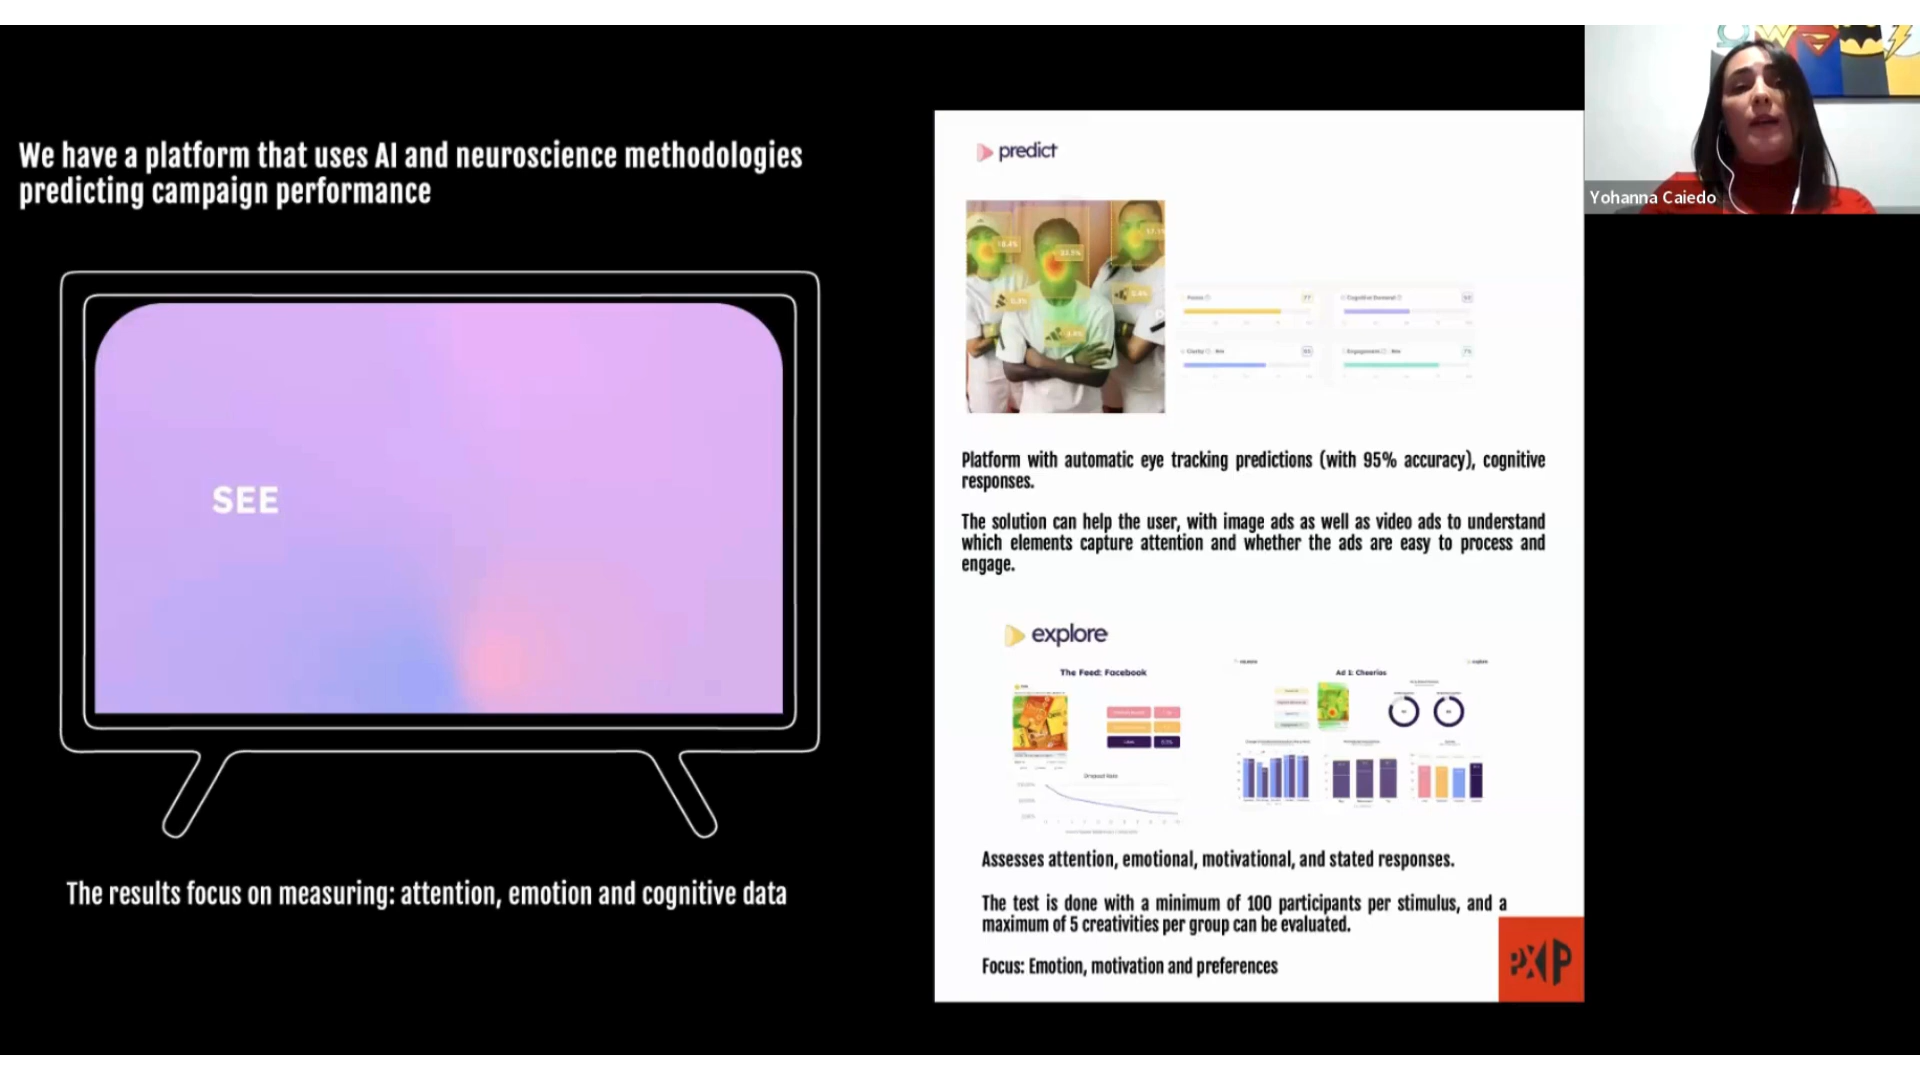 We have a platform that uses AI and neuroscience methodologies
predicting campaign performance
SEE
The results focus on measuring: attention, emotion and cognitive data
predict
Platform with automatic eye tracking predictions (with 95% accuracy), cognitive
responses.
The solution can help the user, with image ads as well as video ads to understand
which elements capture attention and whether the ads are easy to process and
engage.
explore
The Feed: Facebook
Ad 1: Cheerios
Assesses attention, emotional, motivational, and stated responses.
The test is done with a minimum of 100 participants per stimulus, and a
maximum of 5 creativities per group can be evaluated.
Focus: Emotion, motivation and preferences
PXP
Yohanna Caiedo